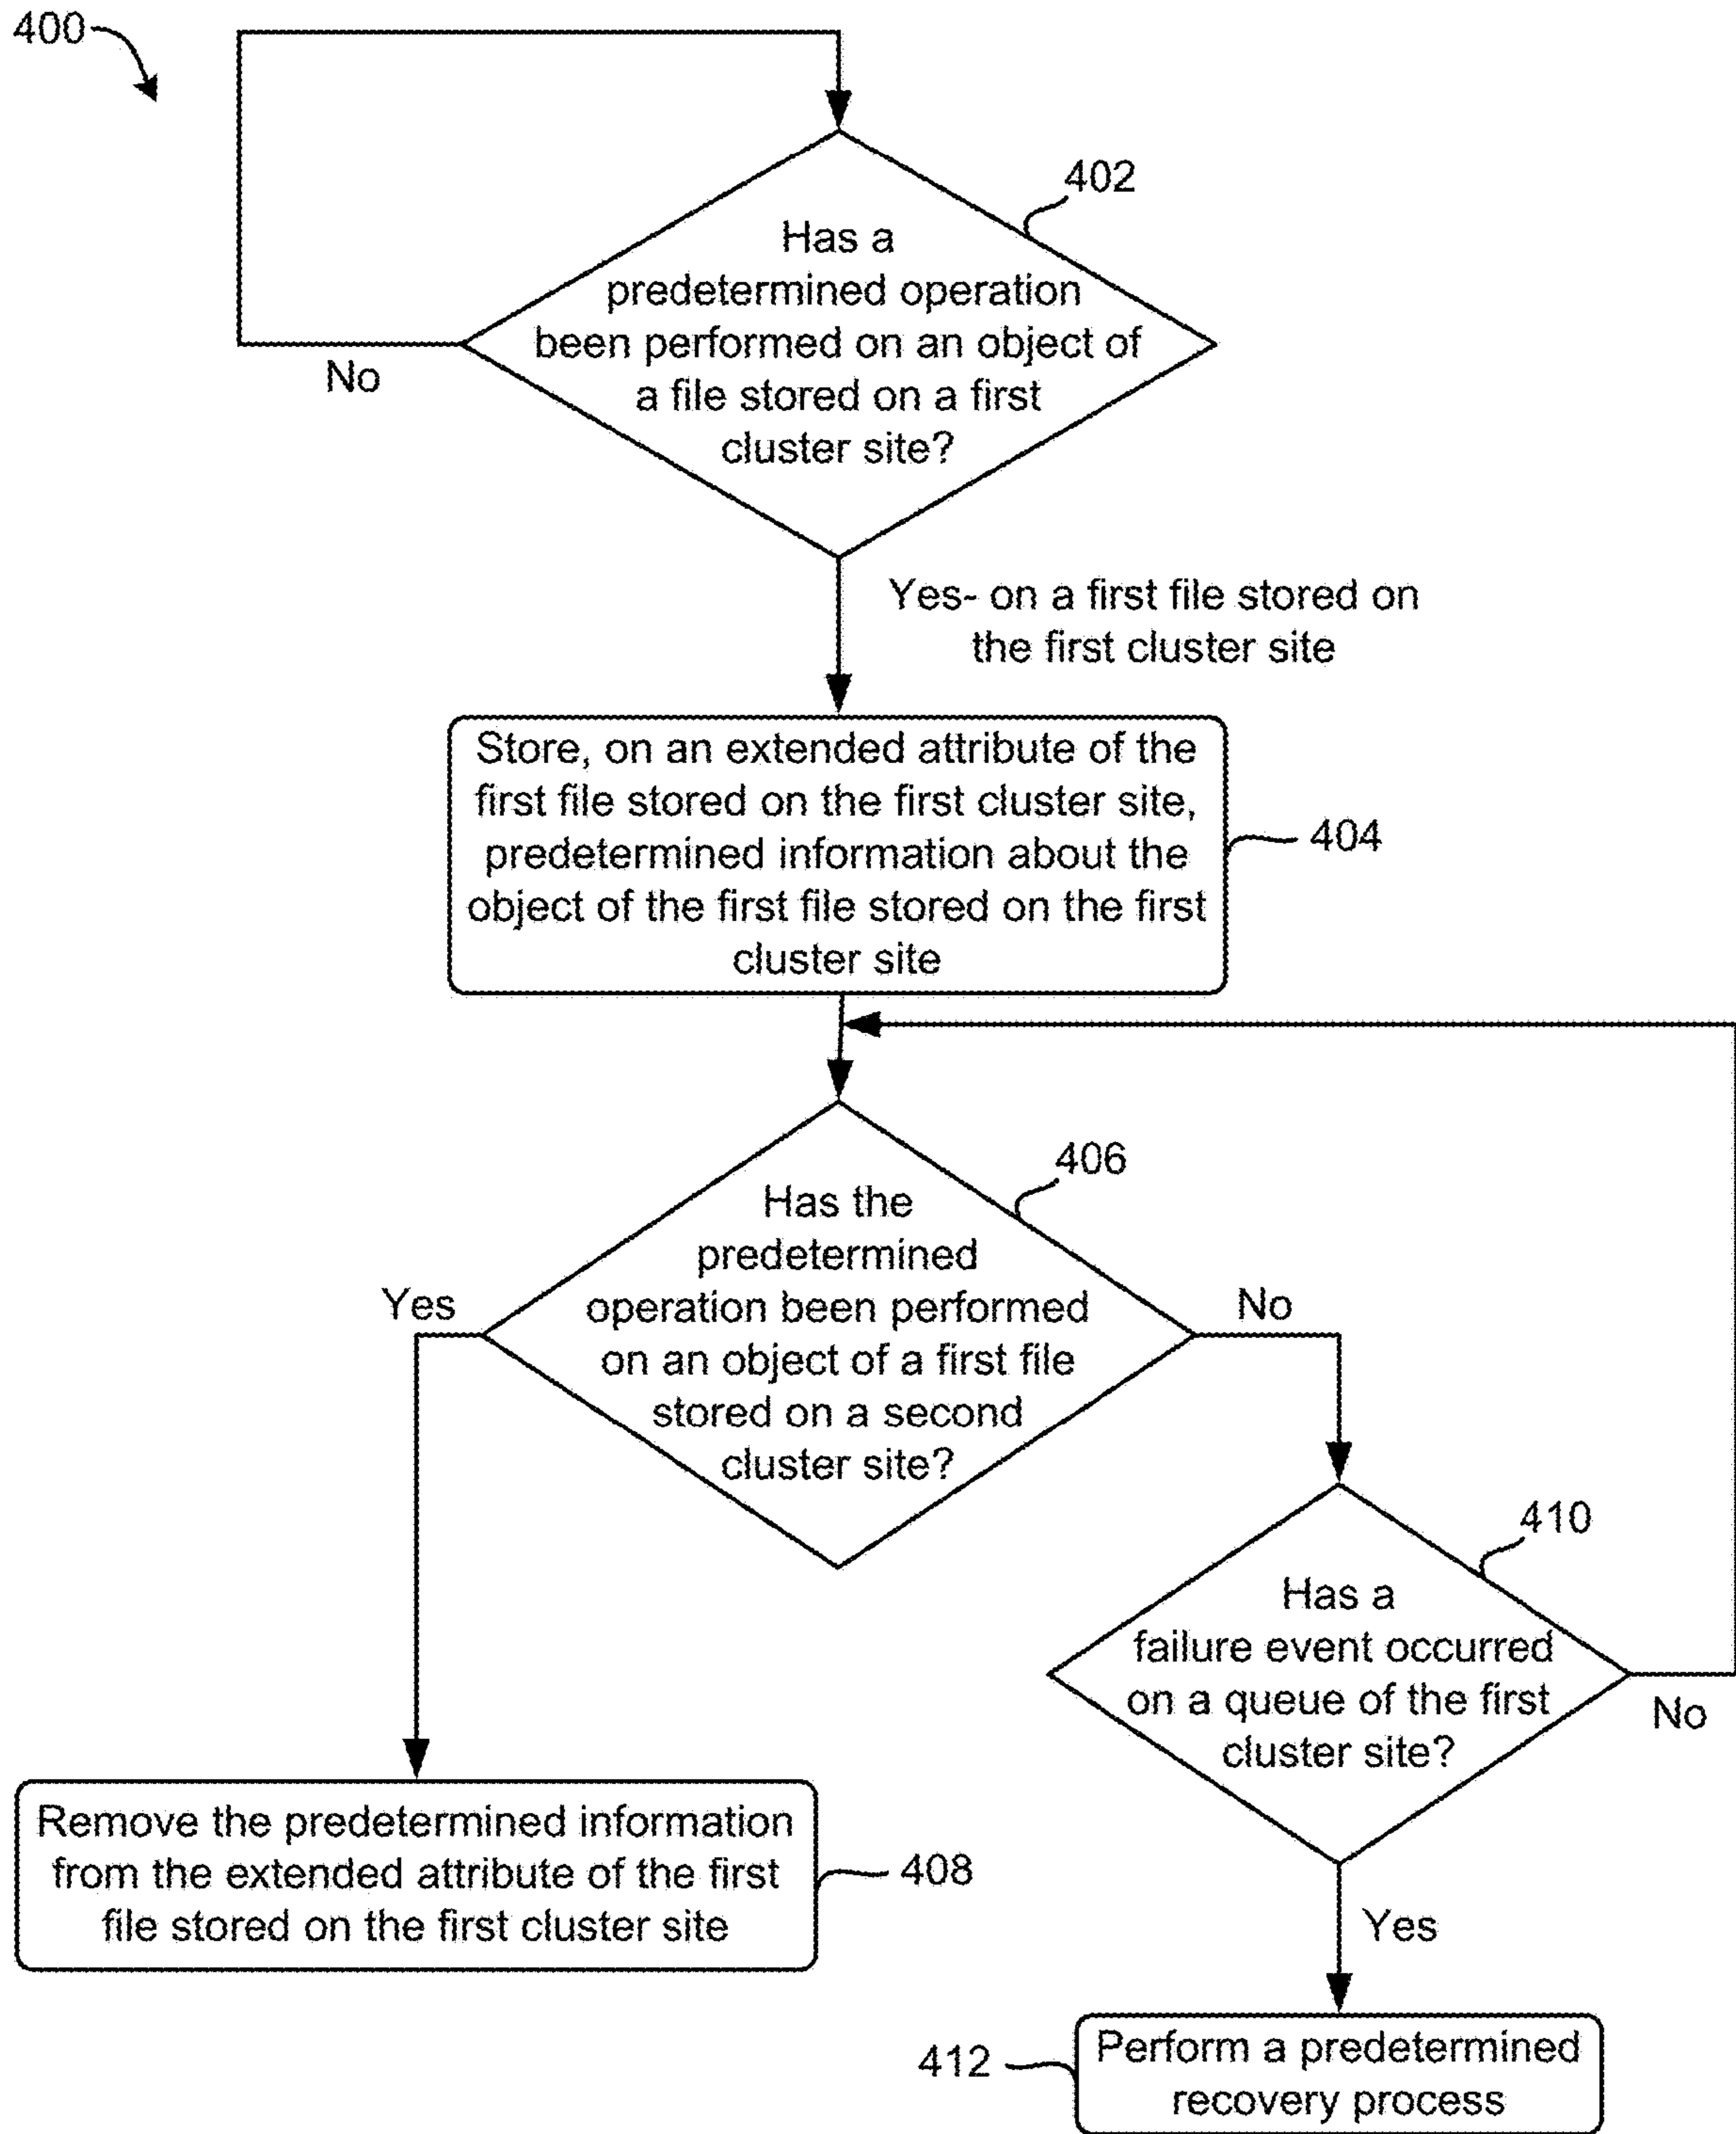 400
402
Has a
predetermined operation
been performed on an object of
a file stored on a first
cluster site?
No
Yes- on a first file stored on
the first cluster site
Store, on an extended attribute of the
first file stored on the first cluster site,
predetermined information about the
object of the first file stored on the first
cluster site
404
406
Has the
predetermined
operation been performed
on an object of a first file
stored on a second
cluster site?
Yes
No
410
Has a
failure event occurred
on a queue of the first
cluster site?
No
Remove the predetermined information
from the extended attribute of the first
file stored on the first cluster site
408
Yes
412
Perform a predetermined
recovery process